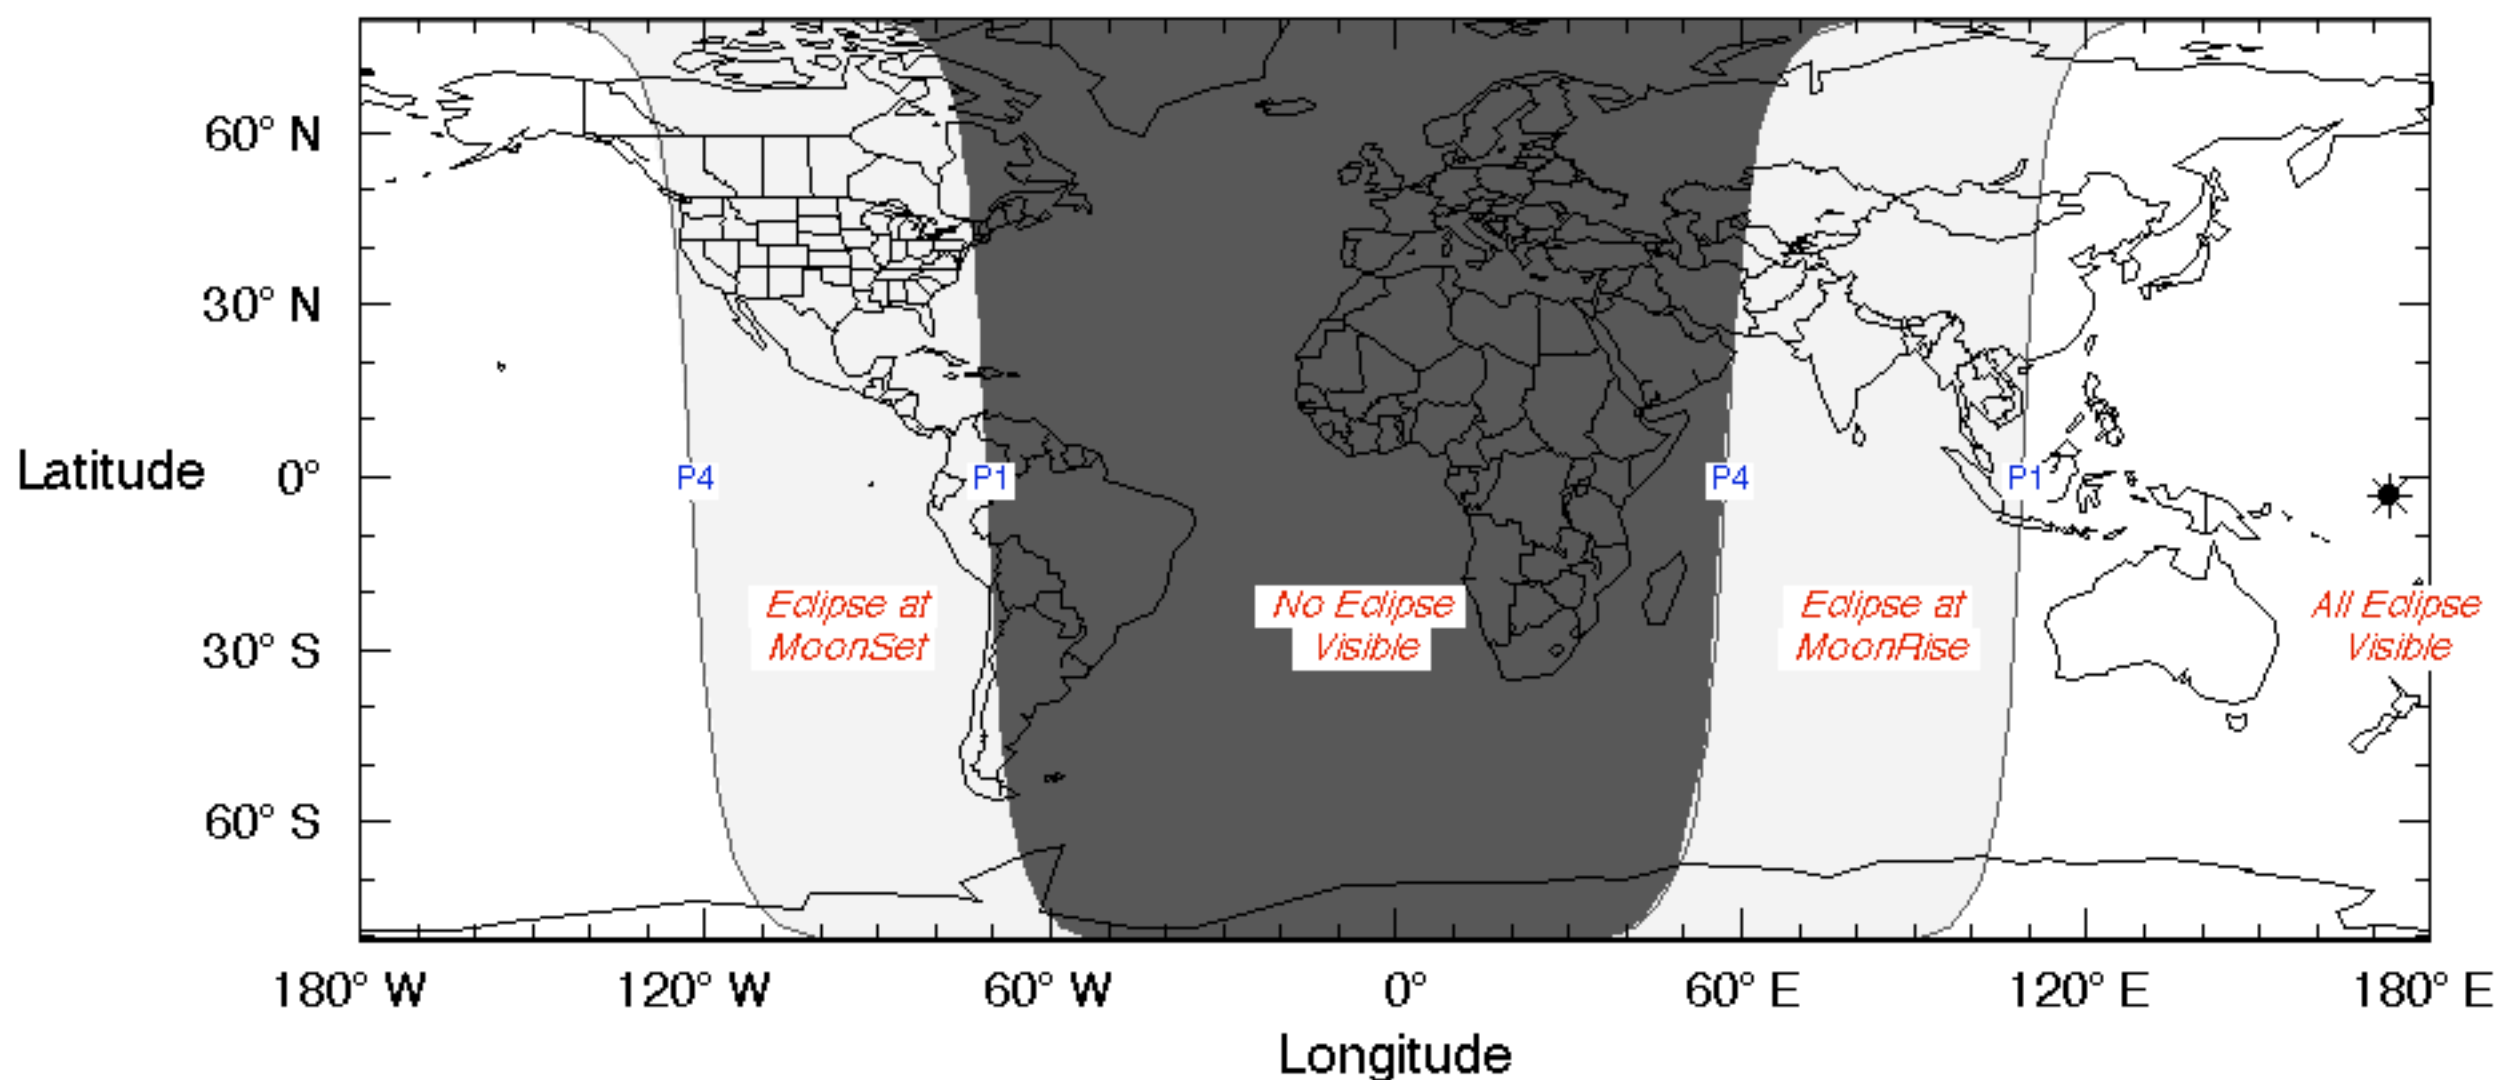 60° N
30° N
Latitude 0°
P4 P1 P4 P1
Eclipse at
MoonSet
No Eclipse
Visible
Eclipse at
MoonRise
All Eclipse
Visible
30° S
60° S
180° W 120° W 60° W 0° 60° E 120° E 180° E
Longitude